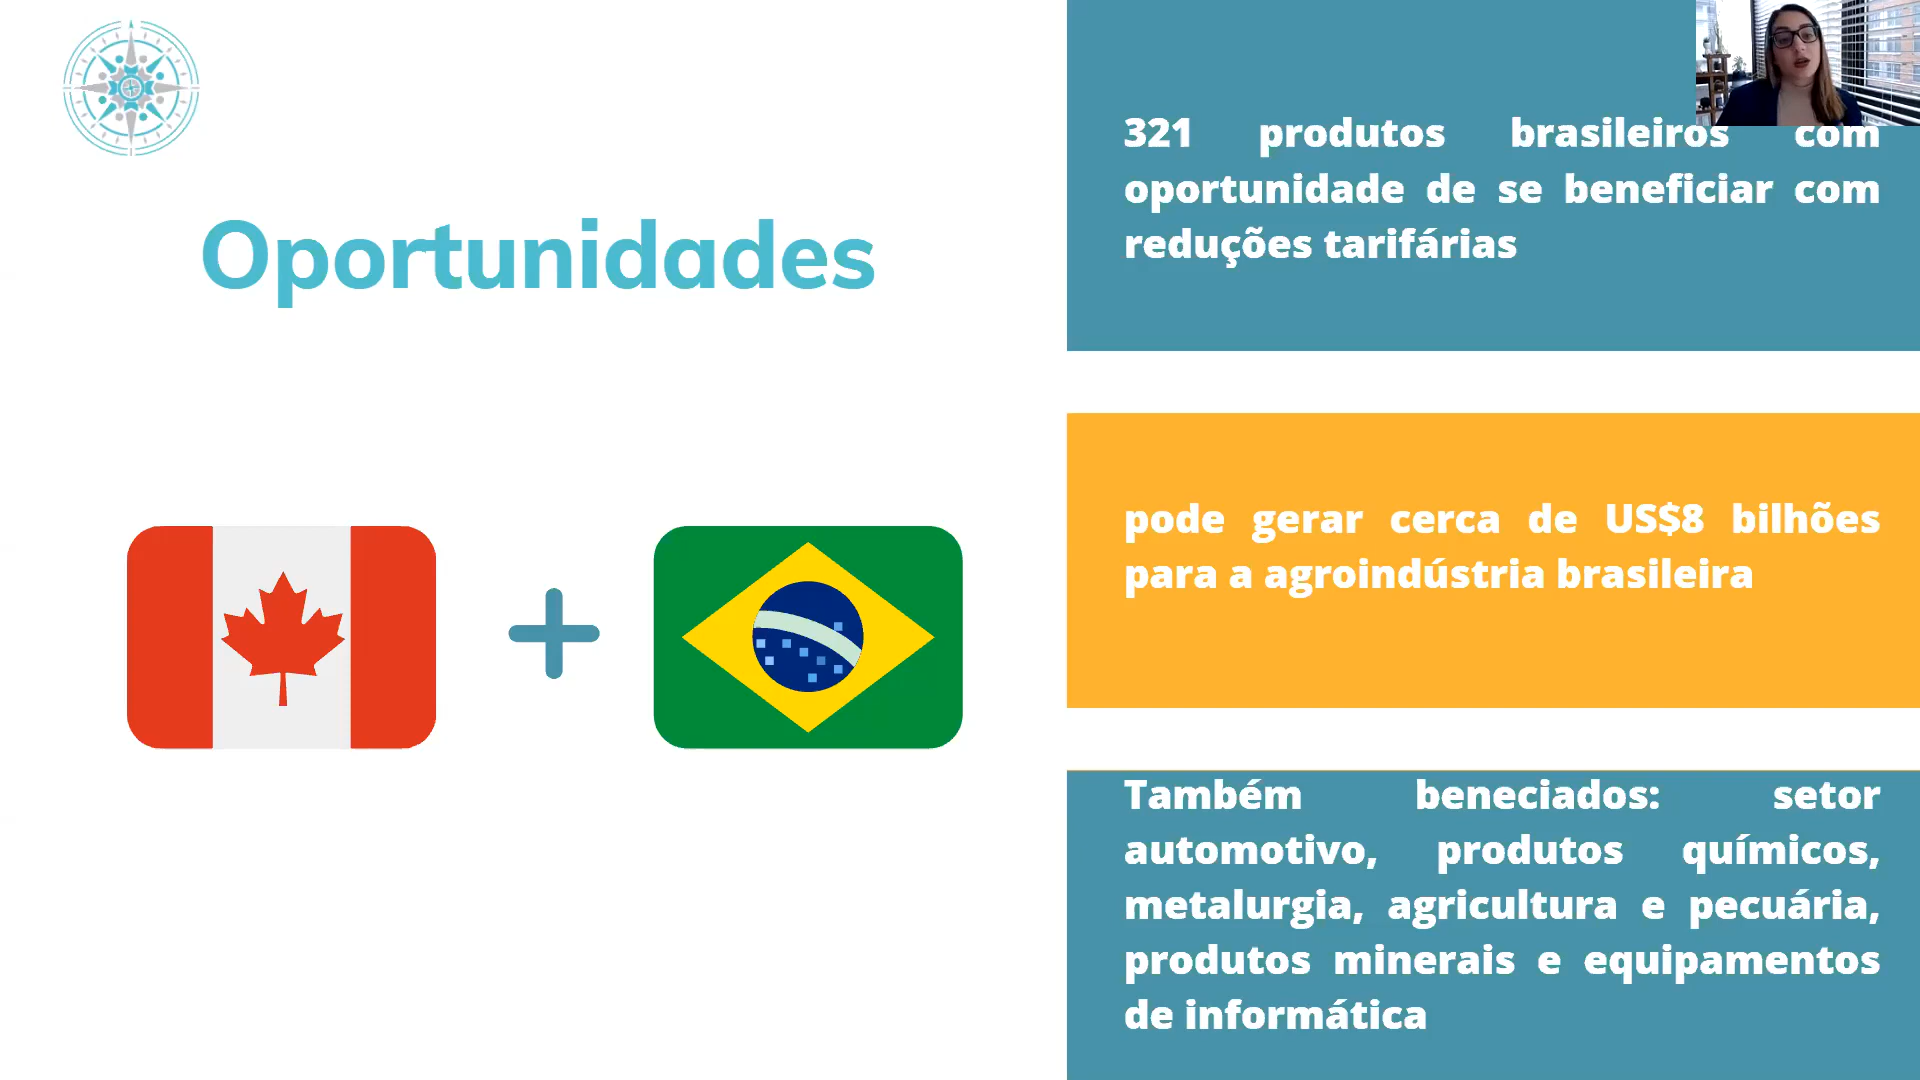 Oportunidades
321 produtos brasileiros com
oportunidade de se beneficiar com
reduções tarifárias
pode gerar cerca de US$8 bilhões
para a agroindústria brasileira
Também beneciados: setor
automotivo, produtos químicos,
metalurgia, agricultura e pecuária,
produtos minerais e equipamentos
de informática